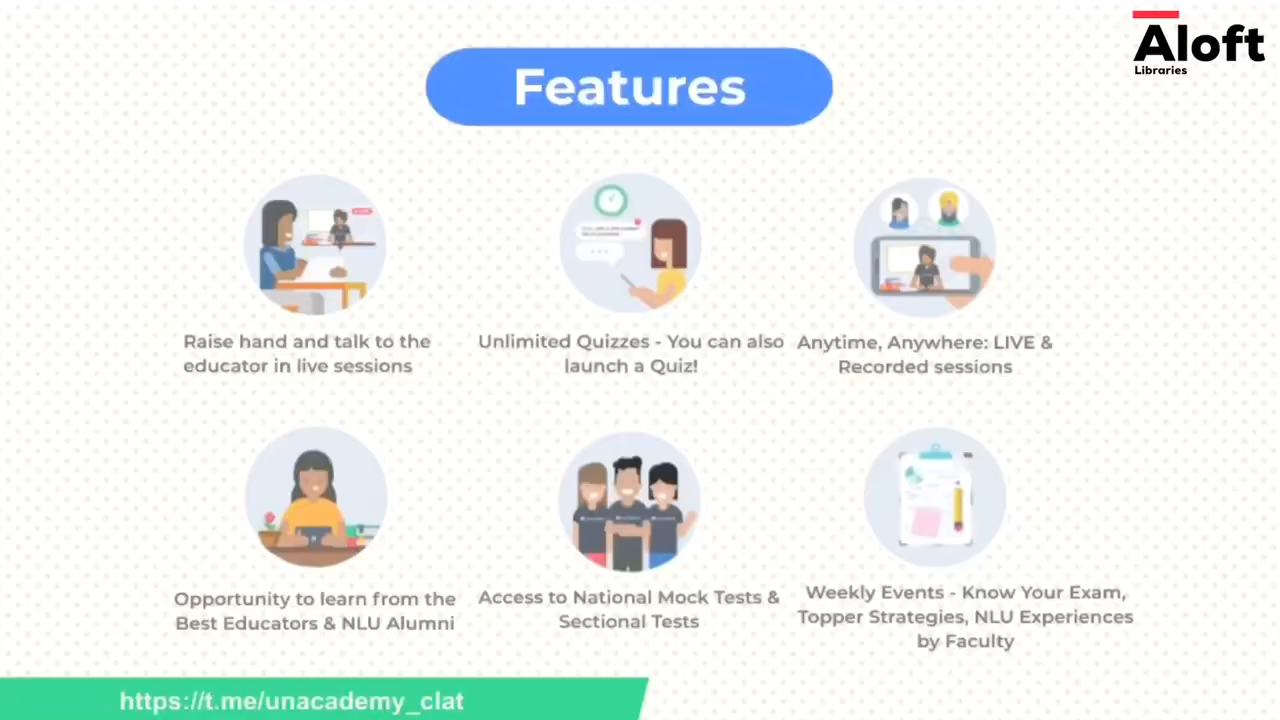 Aloft
Libraries
Features
Raise hand and talk to the
educator in live sessions
Unlimited Quizzes - You can also
launch a Quiz!
Anytime, Anywhere: LIVE &
Recorded sessions
Opportunity to learn from the
Best Educators & NLU Alumni
Access to National Mock Tests &
Sectional Tests
Weekly Events - Know Your Exam,
Topper Strategies, NLU Experiences
by Faculty
https://t.me/unacademy_clat